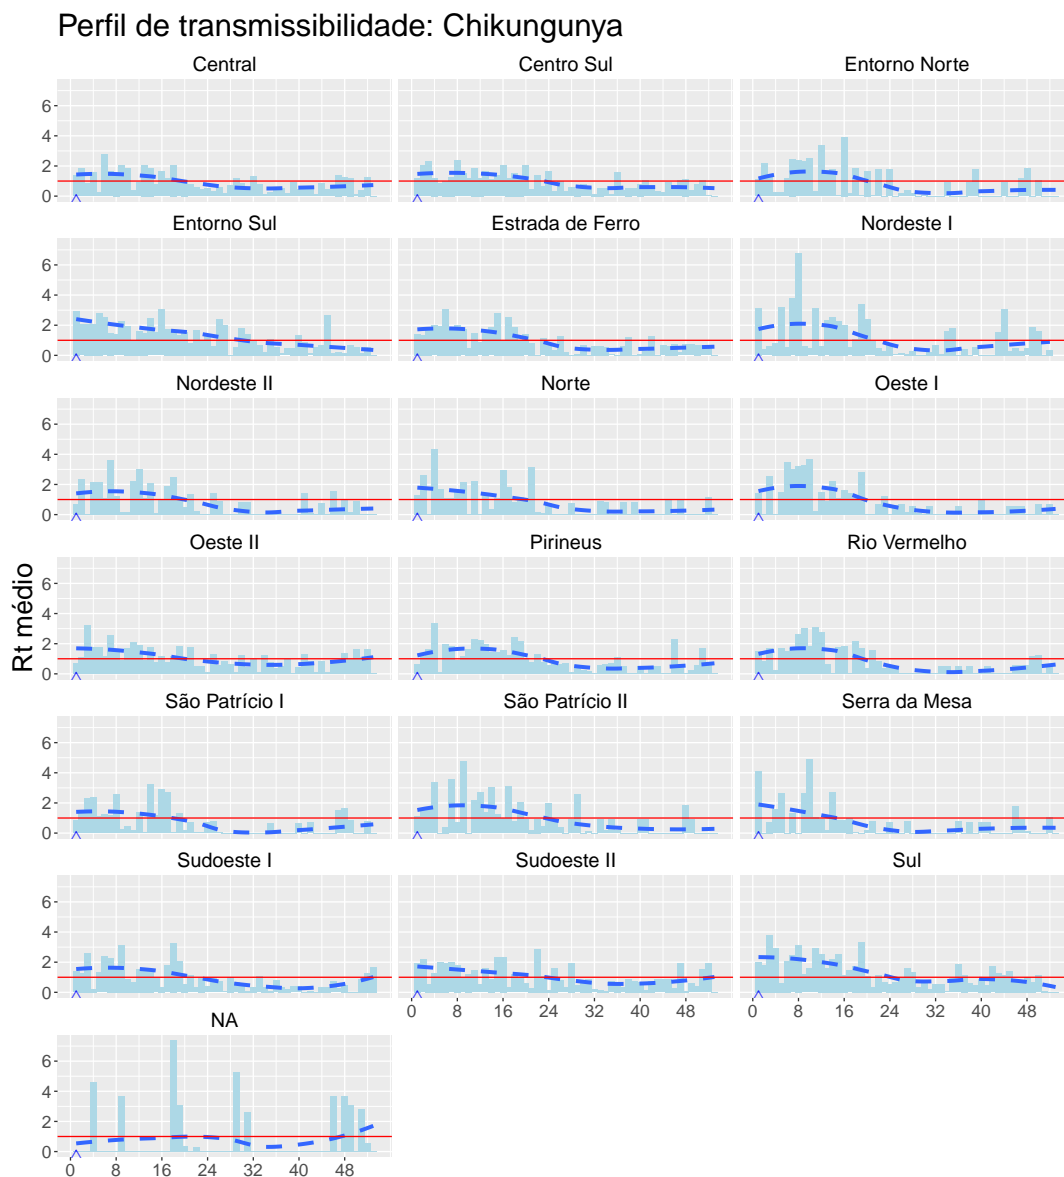 Perfil de transmissibilidade: Chikungunya
Central
Centro Sul
Entorno Norte
6
4
2
0
Entorno Sul
Estrada de Ferro
Nordeste I
6
4
2
0
Nordeste II
Norte
Oeste I
6
4
2
0
Oeste II
Pirineus
Rio Vermelho
6
4
2
0
Rt médio
São Patrício I
São Patrício II
Serra da Mesa
6
4
2
0
Sudoeste I
Sudoeste II
Sul
6
4
2
0
0 8 16 24 32 40 48
0 8 16 24 32 40 48
NA
6
4
2
0
0 8 16 24 32 40 48